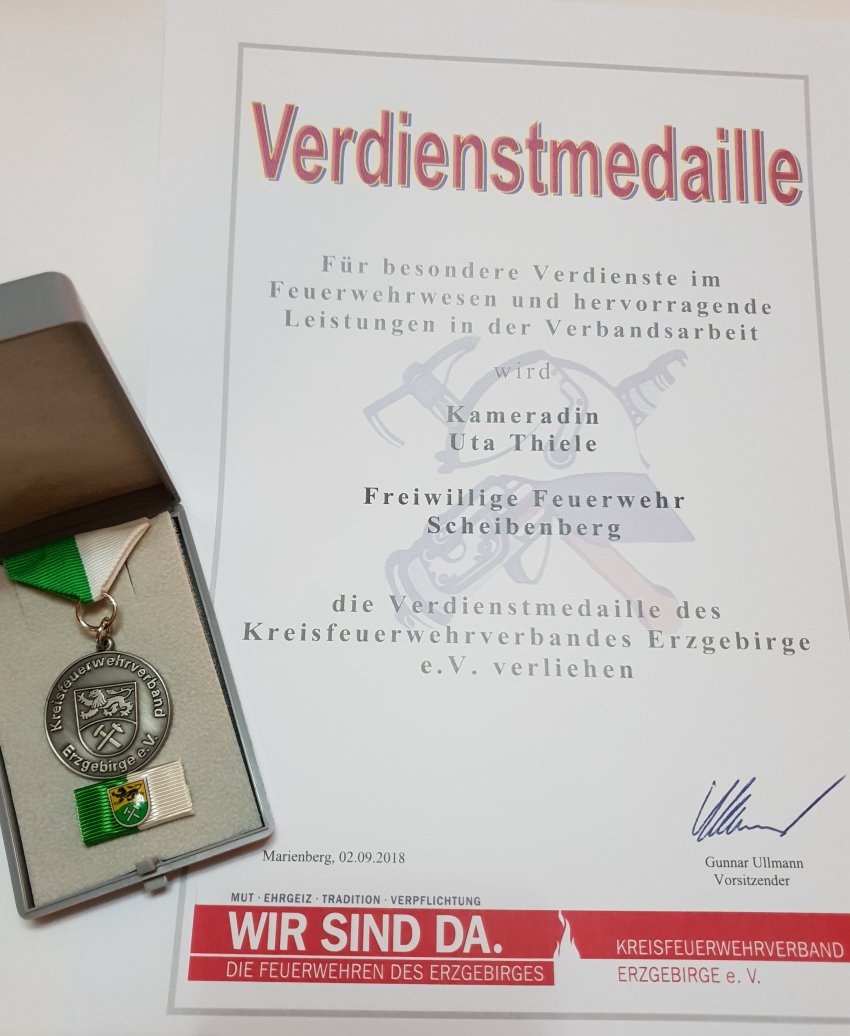 Verdienstmedaille
Für besondere Verdienste im
Feuerwehrwesen und hervorragende
Leistungen in der Verbandsarbeit
wird
Kameradin
Uta Thiele
Freiwillige Feuerwehr
Scheibenberg
die Verdienstmedaille des
Kreisfeuerwehrverbandes Erzgebirge
e.V. verliehen
Kreisfeuerwehrverband
Erzgebirge e.V.
Marienberg, 02.09.2018
Gunnar Ullmann
Vorsitzender
MUT · EHRGEIZ · TRADITION · VERPFLICHTUNG
WIR SIND DA.
DIE FEUERWEHREN DES ERZGEBIRGES
KREISFEUERWEHRVERBAND
ERZGEBIRGE e. V.